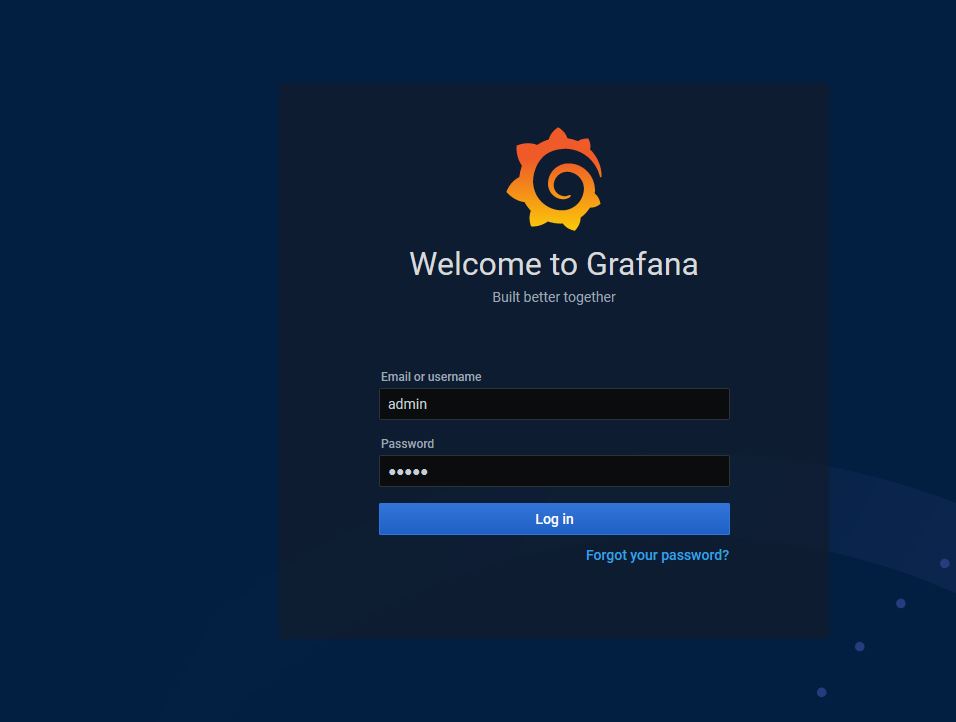 Welcome to Grafana
Built better together
Email or username
admin
Password
●●●●●
Log in
Forgot your password?